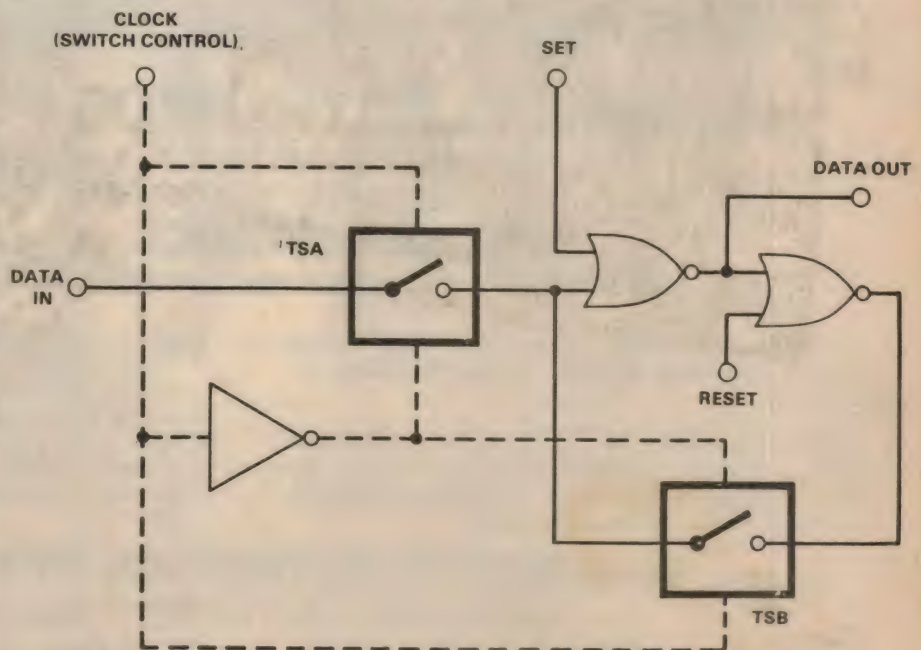 CLOCK
(SWITCH CONTROL).
SET
DATA OUT
TSA
DATA
IN
RESET
TSB